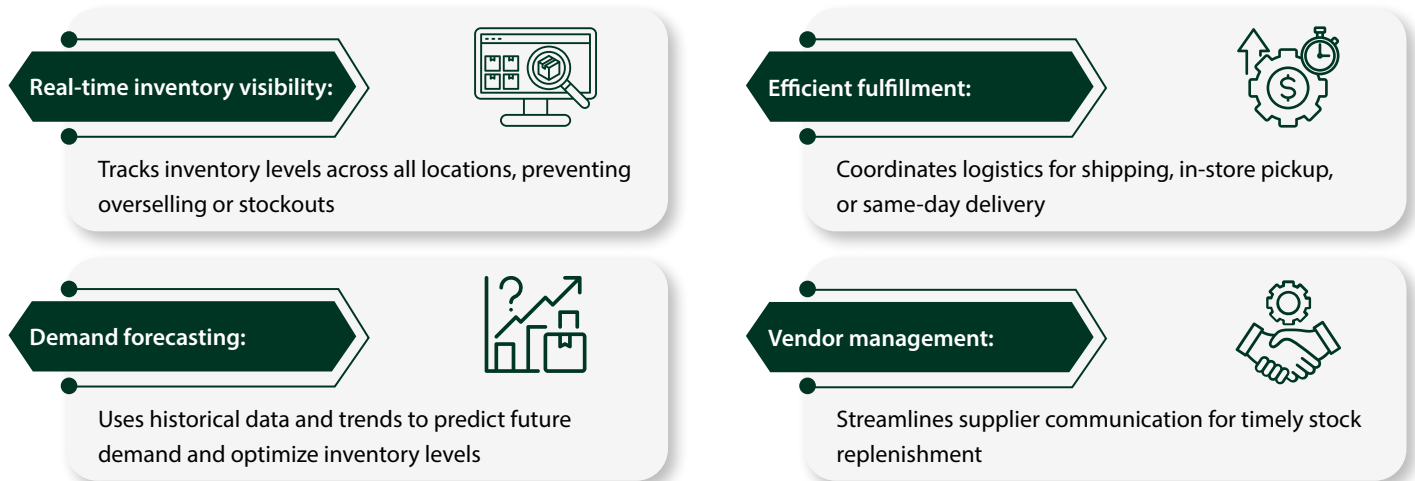 Real-time inventory visibility:
Tracks inventory levels across all locations, preventing
overselling or stockouts
Efficient fulfillment:
$
Coordinates logistics for shipping, in-store pickup,
or same-day delivery
Demand forecasting:
?
Uses historical data and trends to predict future
demand and optimize inventory levels
Vendor management:
Streamlines supplier communication for timely stock
replenishment